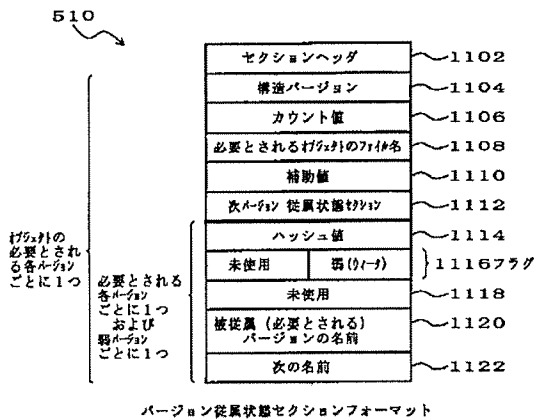 510
セクションヘッダ
1102
構造バージョン
1104
カウント値
1106
必要とされるオブジェクトのファイル名
1108
補助値
1110
次バージョン 従属状態セクション
1112
ハッシュ値
1114
未使用
弱(ウィーク)
1116フラグ
未使用
1118
被従属(必要とされる)
バージョンの名前
1120
次の名前
1122
オブジェクトの
必要とされ
る各バージョン
ごとに1つ
必要とされる
各バージョン
ごとに1つ
および
弱バージョン
ごとに1つ
バージョン従属状態セクションフォーマット